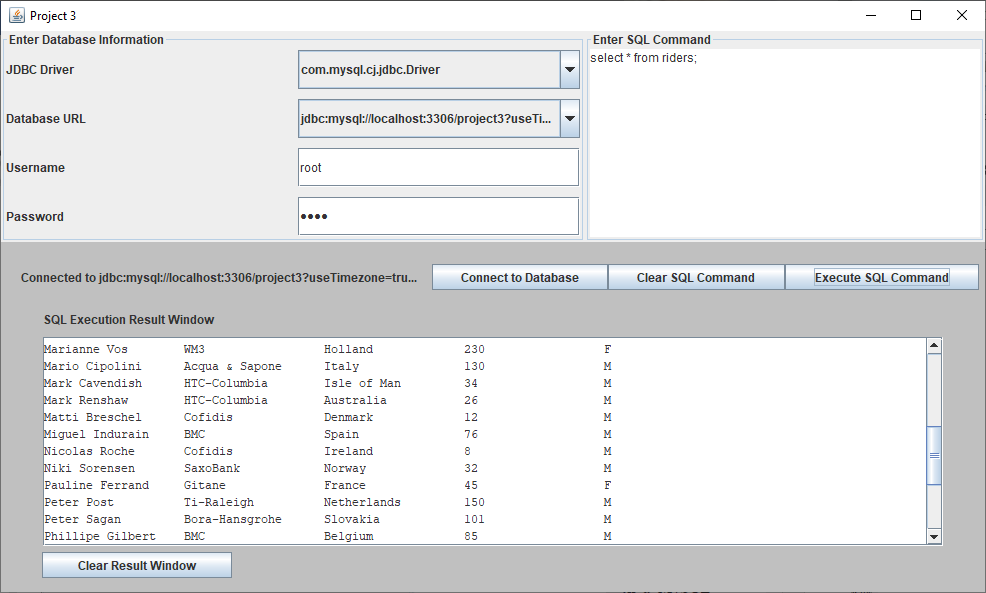 Project 3
Enter Database Information
JDBC Driver
com.mysql.cj.jdbc.Driver
Database URL
jdbc:mysql://localhost:3306/project3?useTi...
Username
root
Password
••••
Enter SQL Command
select * from riders;
Connected to jdbc:mysql://localhost:3306/project3?useTimezone=tru...
Connect to Database
Clear SQL Command
Execute SQL Command
SQL Execution Result Window
Marianne Vos WM3 Holland 230 F
Mario Cipolini Acqua & Sapone Italy 130 M
Mark Cavendish HTC-Columbia Isle of Man 34 M
Mark Renshaw HTC-Columbia Australia 26 M
Matti Breschel Cofidis Denmark 12 M
Miguel Indurain BMC Spain 76 M
Nicolas Roche Cofidis Ireland 8 M
Niki Sorensen SaxoBank Norway 32 M
Pauline Ferrand Gitane France 45 F
Peter Post Ti-Raleigh Netherlands 150 M
Peter Sagan Bora-Hansgrohe Slovakia 101 M
Phillipe Gilbert BMC Belgium 85 M
Clear Result Window